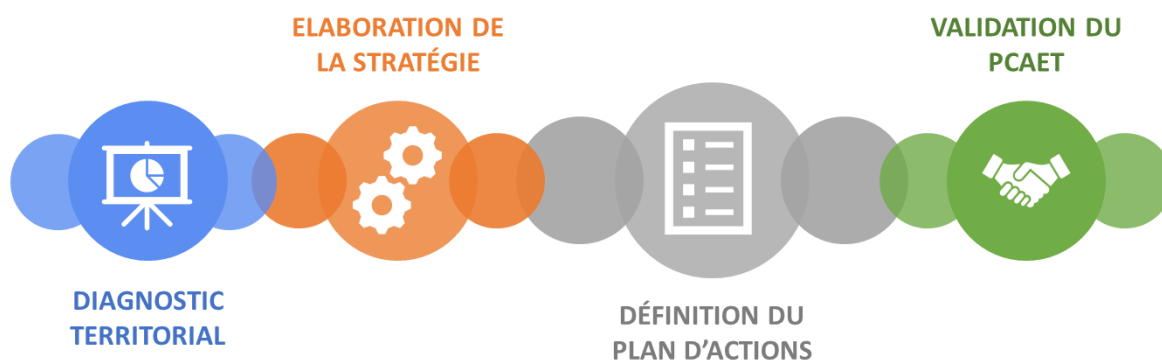 DIAGNOSTIC
TERRITORIAL
ELABORATION DE
LA STRATÉGIE
DÉFINITION DU
PLAN D'ACTIONS
VALIDATION DU
PCAET